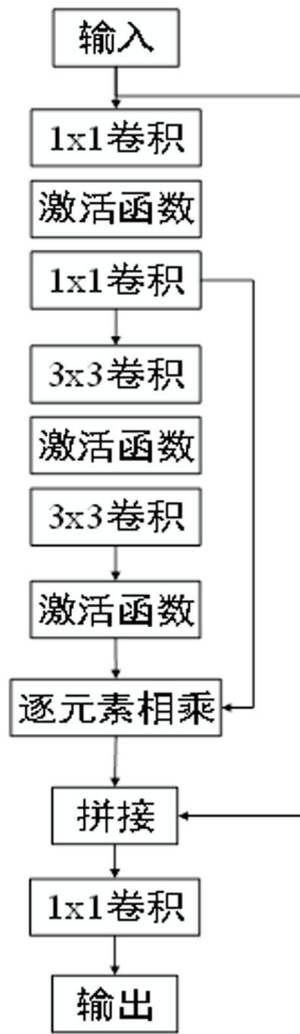 输入
1x1卷积
激活函数
1x1卷积
3x3卷积
激活函数
3x3卷积
激活函数
逐元素相乘
拼接
1x1卷积
输出